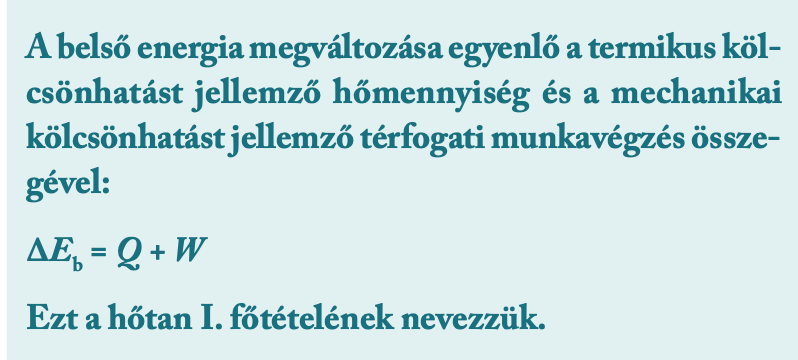 A belső energia megváltozása egyenlő a termikus köl-
csönhatást jellemző hőmennyiség és a mechanikai
kölcsönhatást jellemző térfogati munkavégzés össze-
gével:
ΔE_b = Q + W
Ezt a hőtan I. főtételének nevezzük.